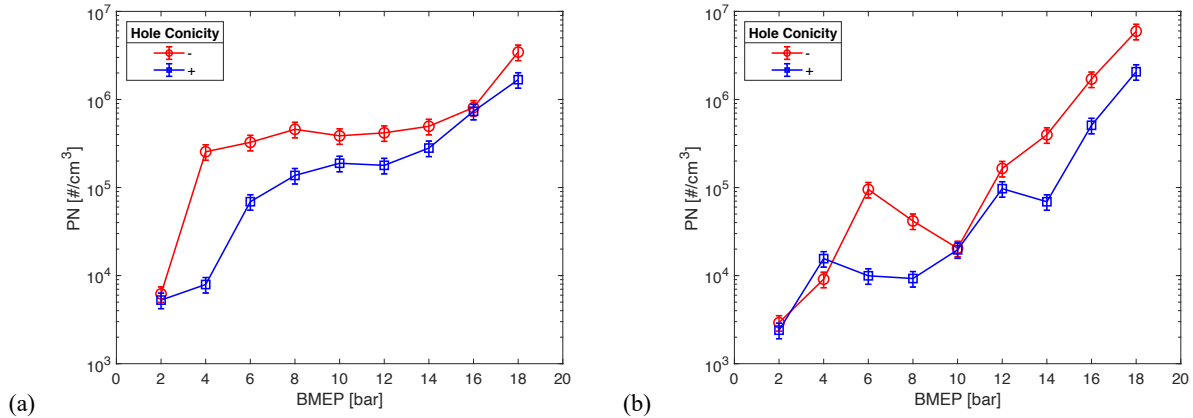 (a)
Hole Conicity
-
+
PN [#/cm^3]
10^7
10^6
10^5
10^4
10^3
0 2 4 6 8 10 12 14 16 18 20
BMEP [bar]
(b)
Hole Conicity
-
+
PN [#/cm^3]
10^7
10^6
10^5
10^4
10^3
0 2 4 6 8 10 12 14 16 18 20
BMEP [bar]